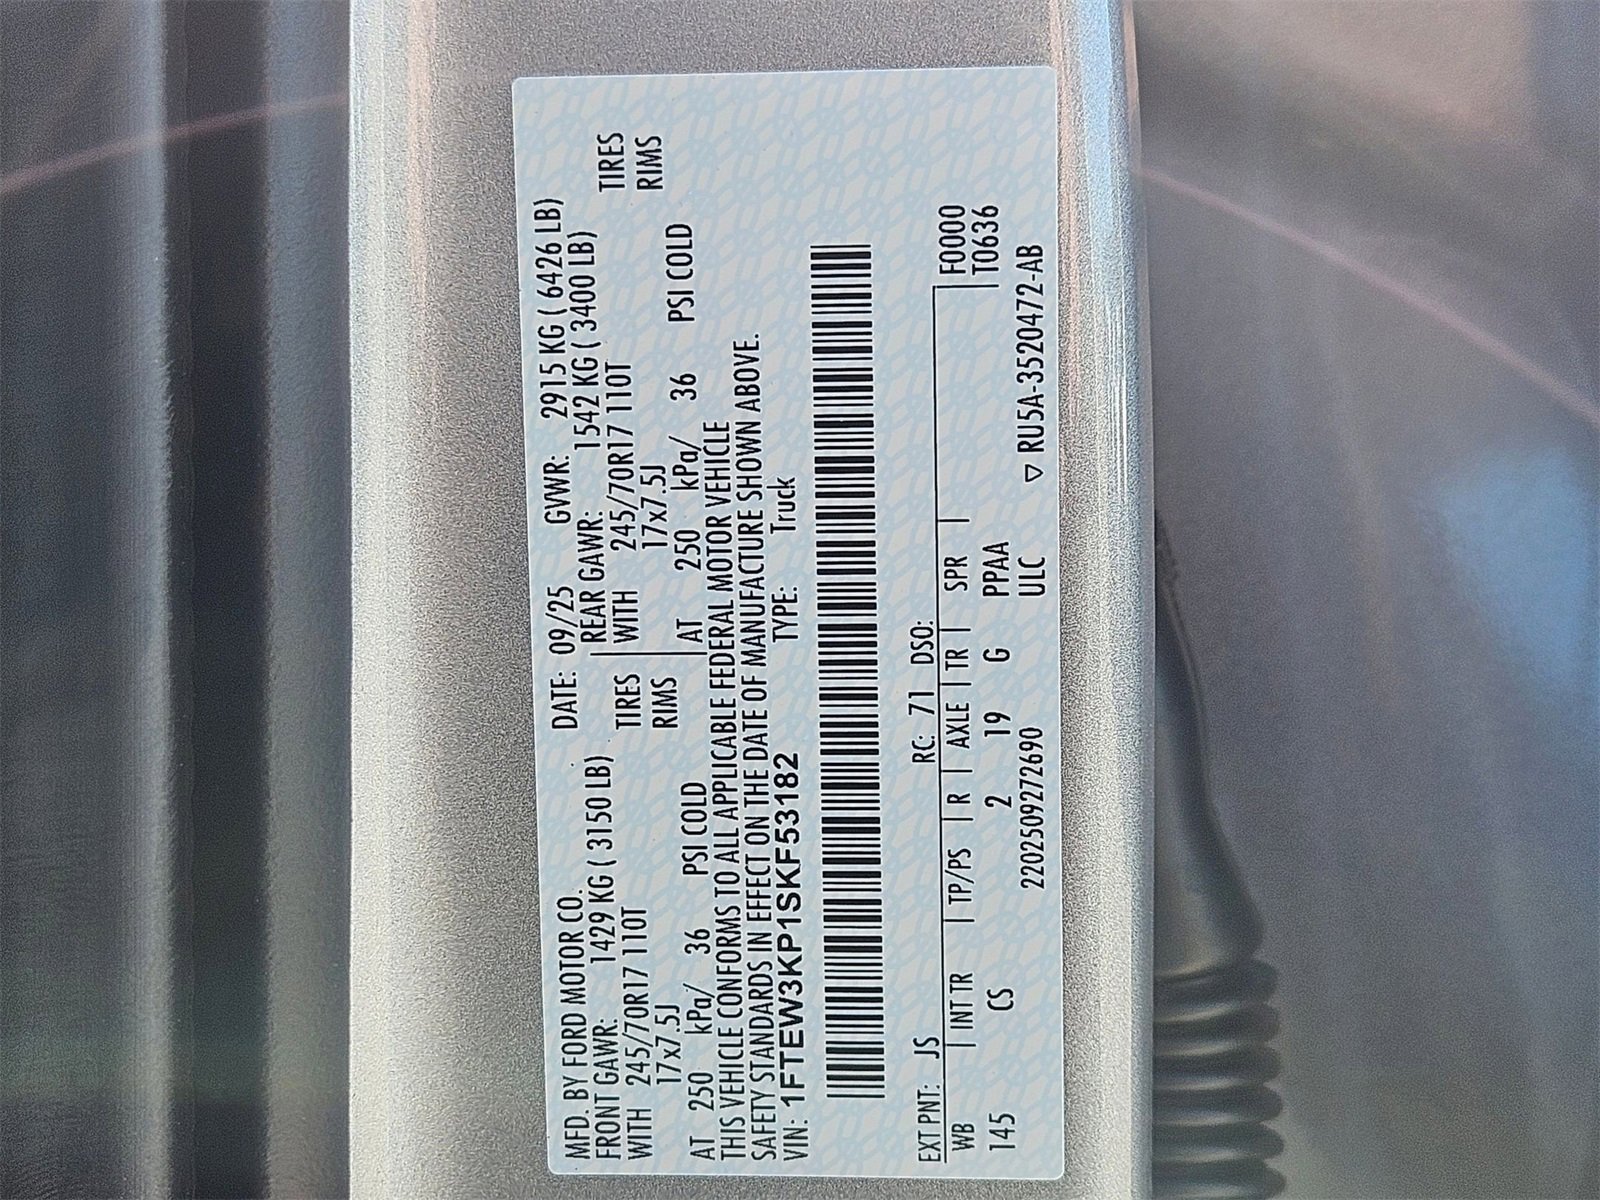 MFD. BY FORD MOTOR CO. DATE: 09/25 GVWR: 2915 KG ( 6426 LB)
FRONT GAWR: 1429 KG ( 3150 LB) REAR GAWR: 1542 KG ( 3400 LB)
WITH 245/70R17 110T TIRES WITH 245/70R17 110T TIRES
17x7.5J RIMS 17x7.5J RIMS
AT 250 kPa/ 36 PSI COLD AT 250 kPa/ 36 PSI COLD
THIS VEHICLE CONFORMS TO ALL APPLICABLE FEDERAL MOTOR VEHICLE
SAFETY STANDARDS IN EFFECT ON THE DATE OF MANUFACTURE SHOWN ABOVE.
VIN: 1FTEW3KP1SKF53182 TYPE: Truck
EXT PNT: JS RC: 71 DSO: F0000
WB | INT TR | TP/PS | R | AXLE | TR | SPR | T0636
145 CS 2 19 G PPAA
220250927269​0 ULC ▽ RU5A-3520472-AB